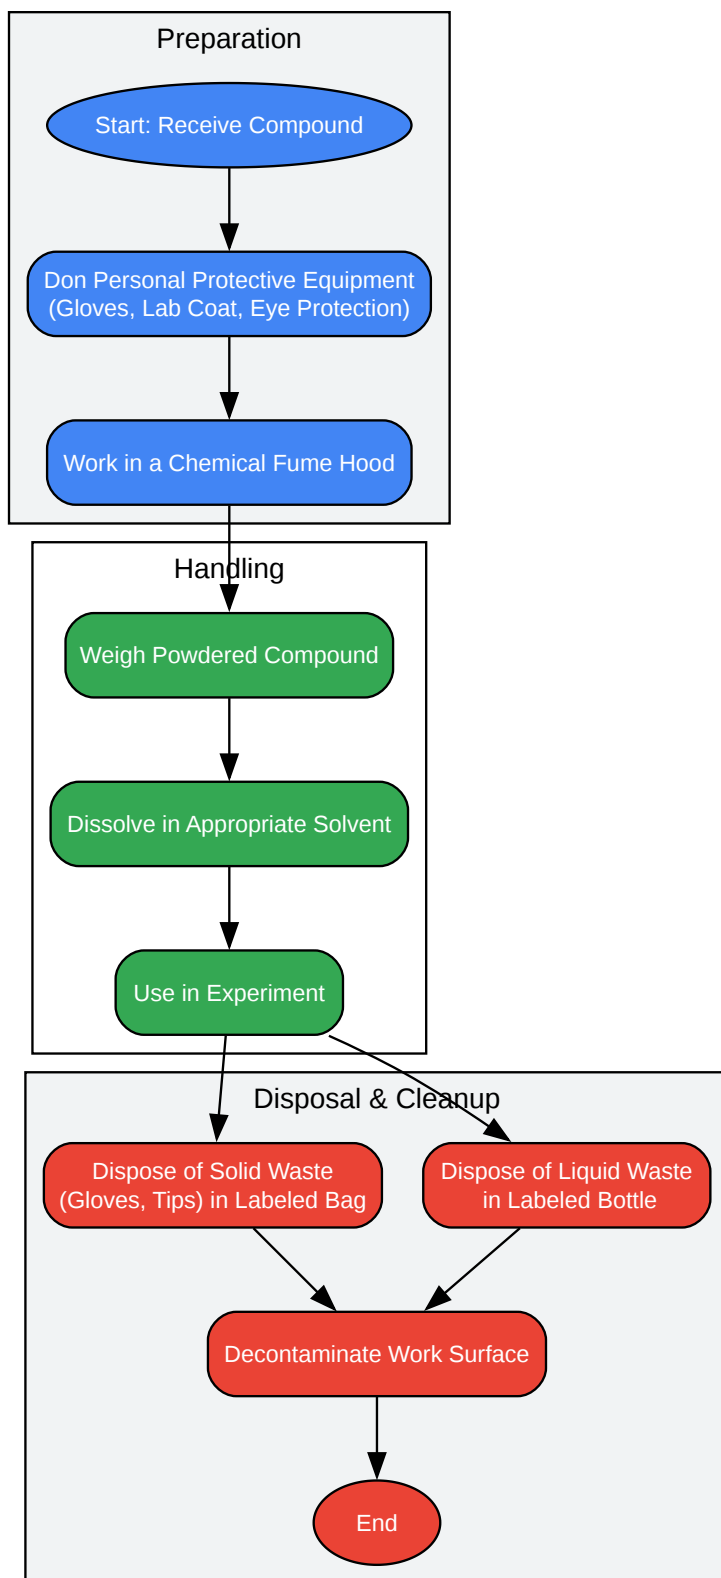 Preparation
Start: Receive Compound
Don Personal Protective Equipment
(Gloves, Lab Coat, Eye Protection)
Work in a Chemical Fume Hood
Handling
Weigh Powdered Compound
Dissolve in Appropriate Solvent
Use in Experiment
Disposal & Cleanup
Dispose of Solid Waste
(Gloves, Tips) in Labeled Bag
Dispose of Liquid Waste
in Labeled Bottle
Decontaminate Work Surface
End